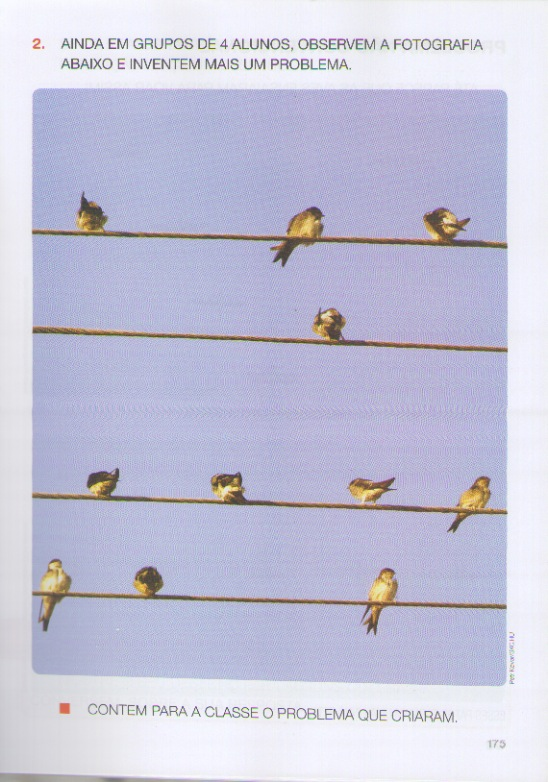 2. AINDA EM GRUPOS DE 4 ALUNOS, OBSERVEM A FOTOGRAFIA
ABAIXO E INVENTEM MAIS UM PROBLEMA.
CONTEM PARA A CLASSE O PROBLEMA QUE CRIARAM.
175